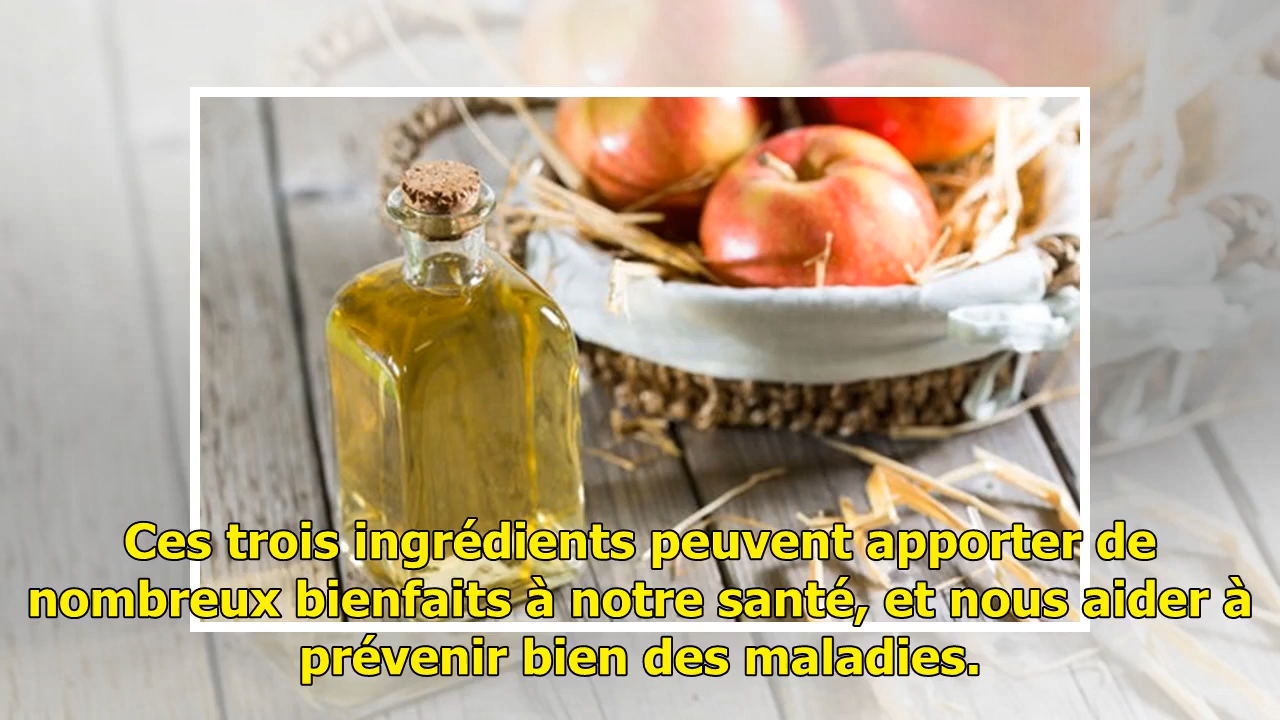 Ces trois ingrédients peuvent apporter de
nombreux bienfaits à notre santé, et nous aider à
prévenir bien des maladies.